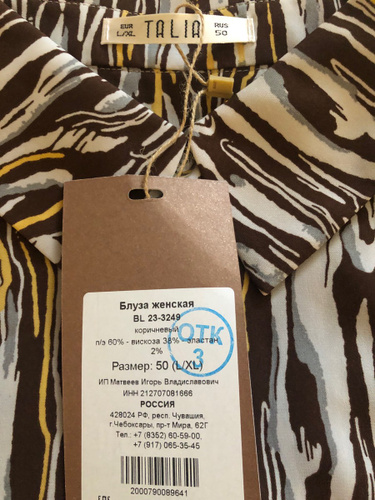 EUR
L/XL
TALIA
RUS
50
Блуза женская
BL 23-3249
коричневый
п/э 60% - вискоза 38% - эластан
2%
Размер: 50 (L/XL)
ОТК
3
ИП Матвеев Игорь Владиславович
ИНН 212707081666
РОССИЯ
428024 РФ, респ. Чувашия,
г.Чебоксары, пр-т Мира, 62Г
Тел.: +7 (8352) 60-59-00,
+7 (917) 065-35-45
2000790089641